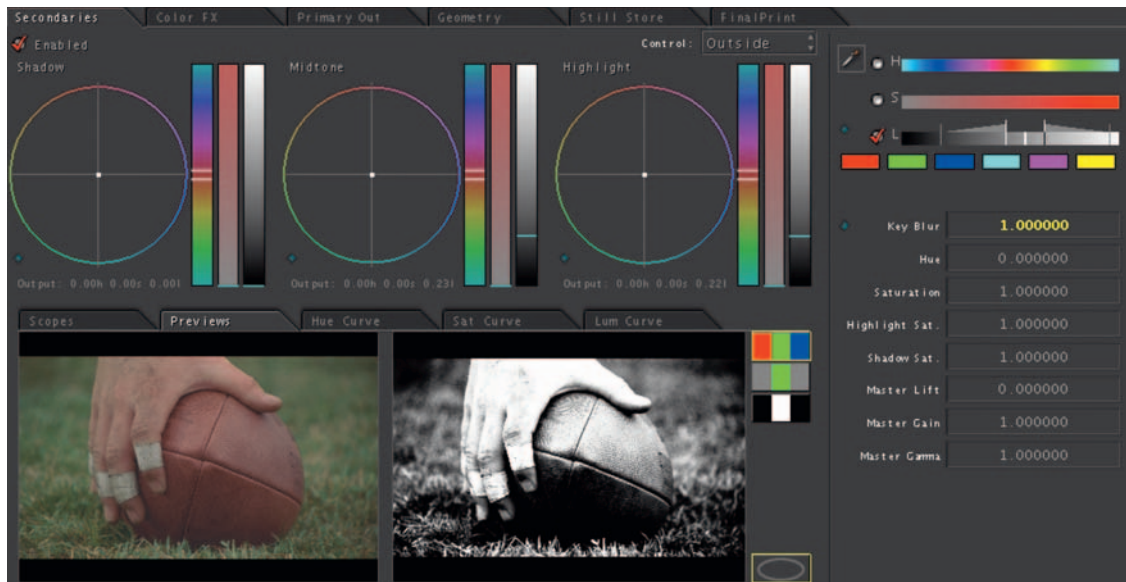 Secondaries Color FX Primary Out Geometry Still Store FinalPrint
Enabled
Control: Outside
Shadow Midtone Highlight
H
S
L
Output: 0.00h 0.00s 0.00l Output: 0.00h 0.00s 0.23l Output: 0.00h 0.00s 0.22l
Key Blur 1.000000
Hue 0.000000
Saturation 1.000000
Highlight Sat. 1.000000
Shadow Sat. 1.000000
Master Lift 0.000000
Master Gain 1.000000
Master Gamma 1.000000
Scopes Previews Hue Curve Sat Curve Lum Curve